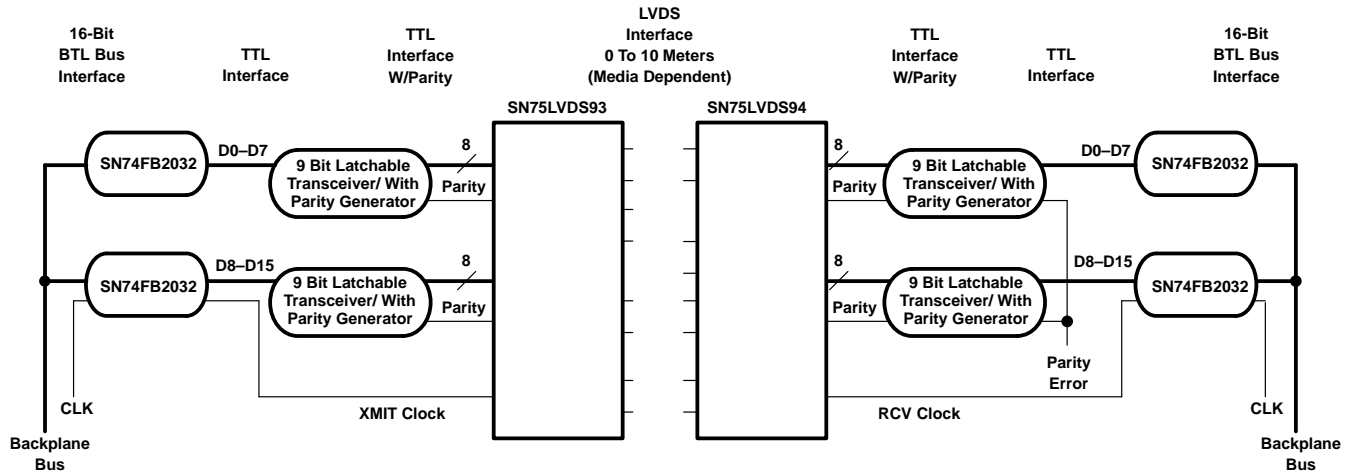 16-Bit
BTL Bus
Interface
TTL
Interface
TTL
Interface
W/Parity
LVDS
Interface
0 To 10 Meters
(Media Dependent)
TTL
Interface
W/Parity
TTL
Interface
16-Bit
BTL Bus
Interface
SN75LVDS93
SN75LVDS94
SN74FB2032
D0–D7
9 Bit Latchable
Transceiver/ With
Parity Generator
8
Parity
8
Parity
9 Bit Latchable
Transceiver/ With
Parity Generator
D0–D7
SN74FB2032
SN74FB2032
D8–D15
9 Bit Latchable
Transceiver/ With
Parity Generator
8
Parity
8
Parity
9 Bit Latchable
Transceiver/ With
Parity Generator
D8–D15
SN74FB2032
Parity
Error
CLK
XMIT Clock
RCV Clock
CLK
Backplane
Bus
Backplane
Bus